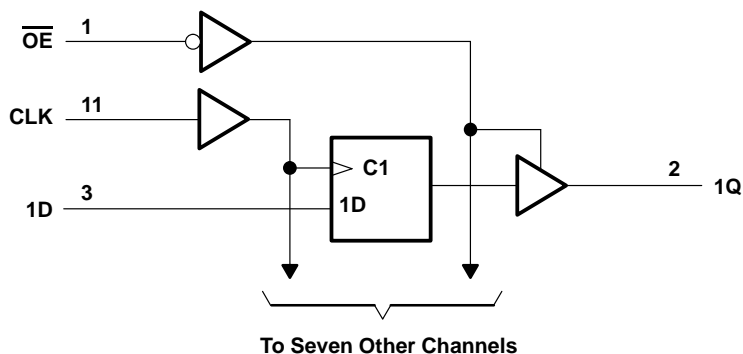 OE 1
CLK 11
C1
1D 3
1D
2
1Q
To Seven Other Channels